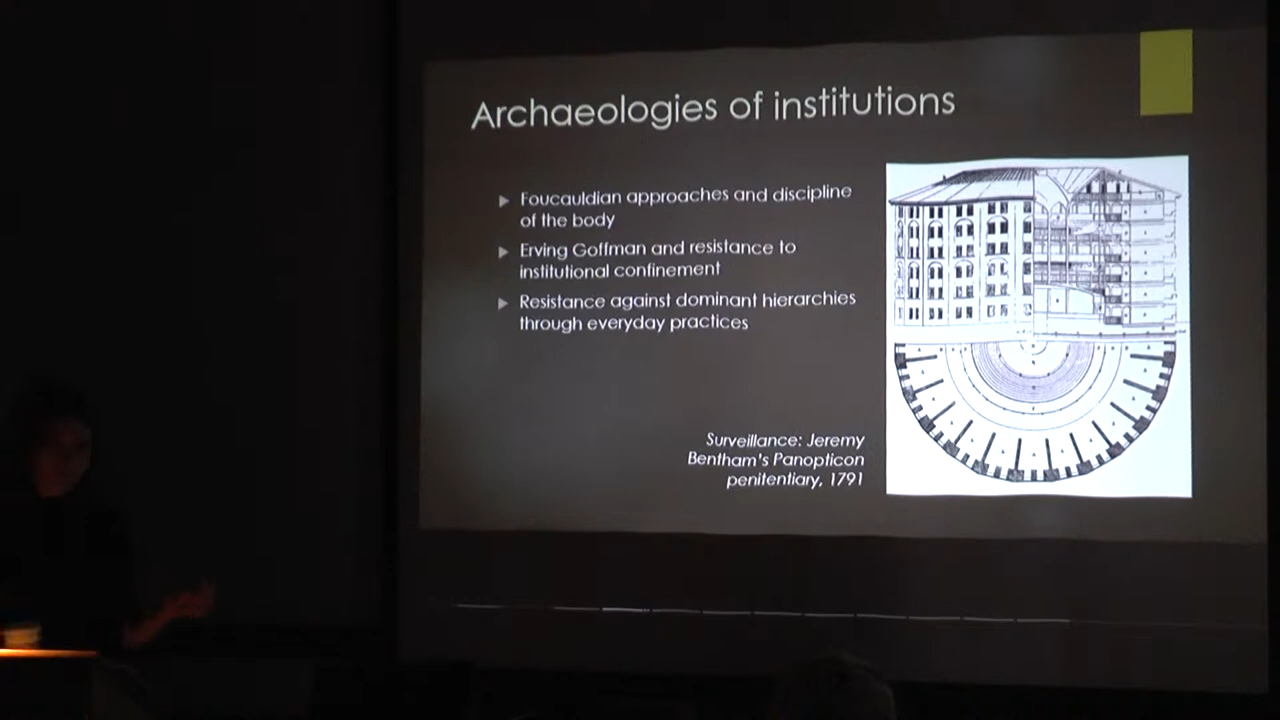 Archaeologies of institutions
Foucauldian approaches and discipline
of the body
Erving Goffman and resistance to
institutional confinement
Resistance against dominant hierarchies
through everyday practices
Surveillance: Jeremy
Bentham's Panopticon
penitentiary, 1791